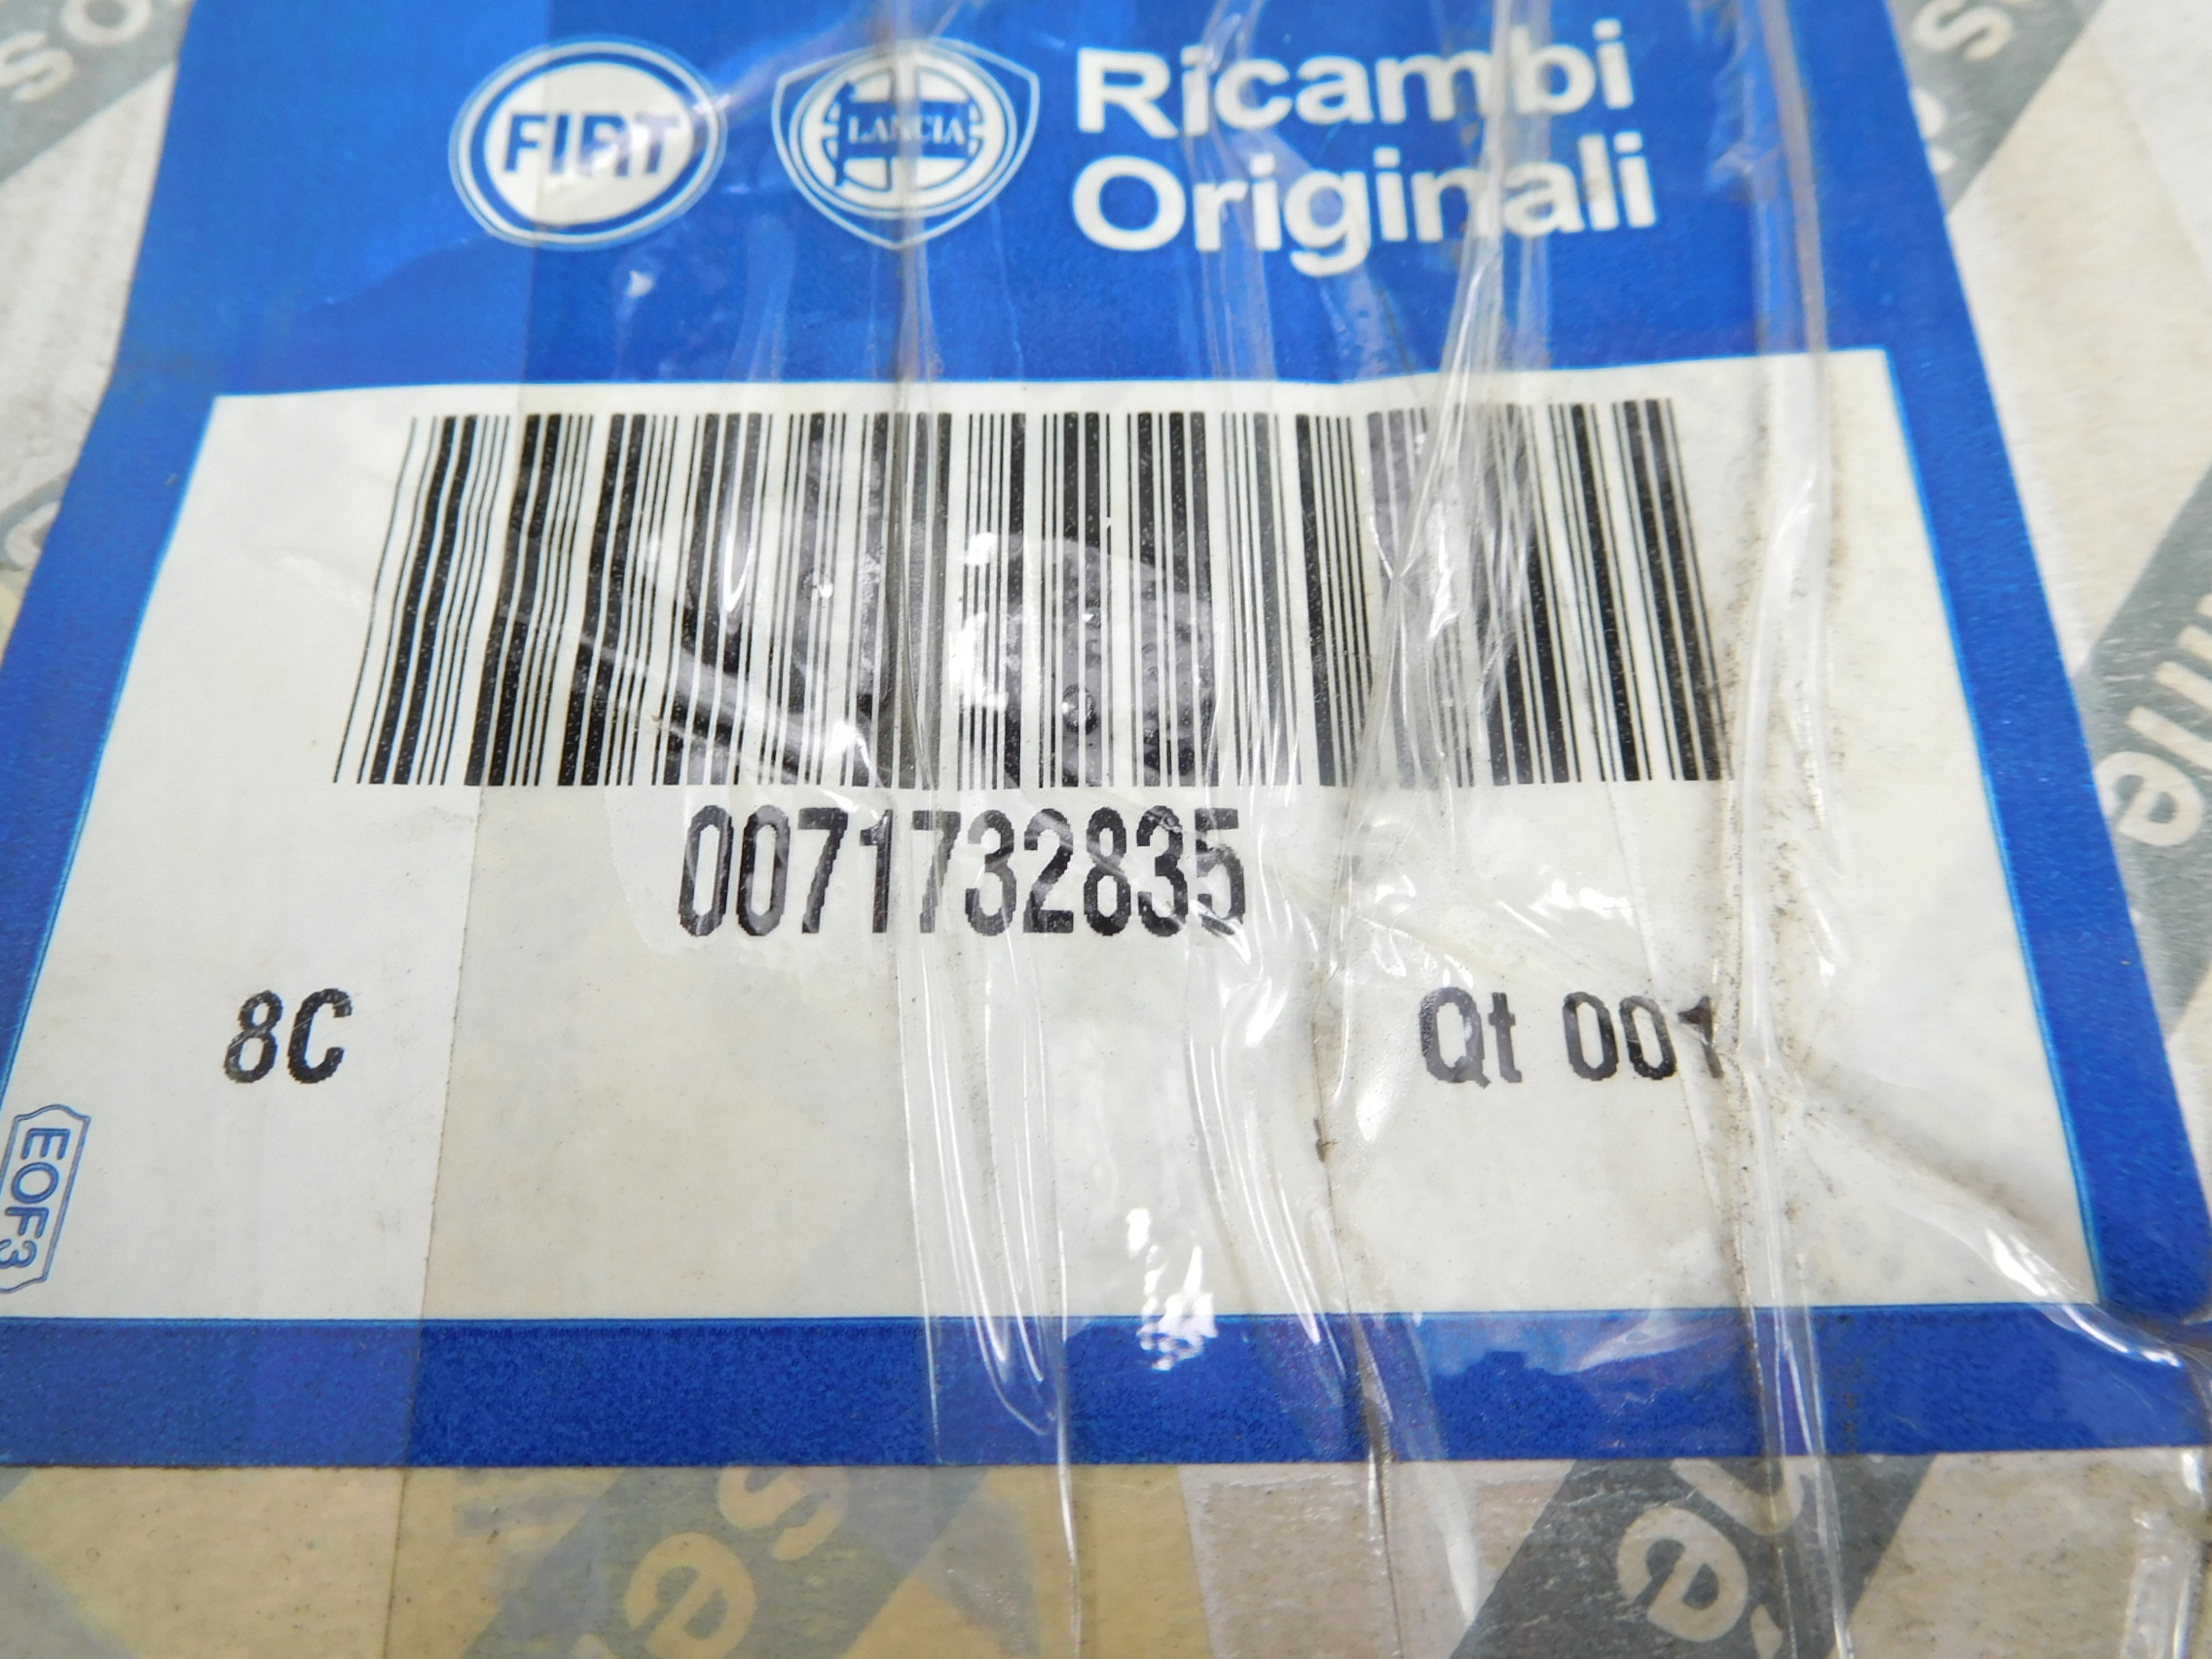 FIAT
LANCIA
Ricambi
Originali
0071732835
8C
Qt 001
EOF3